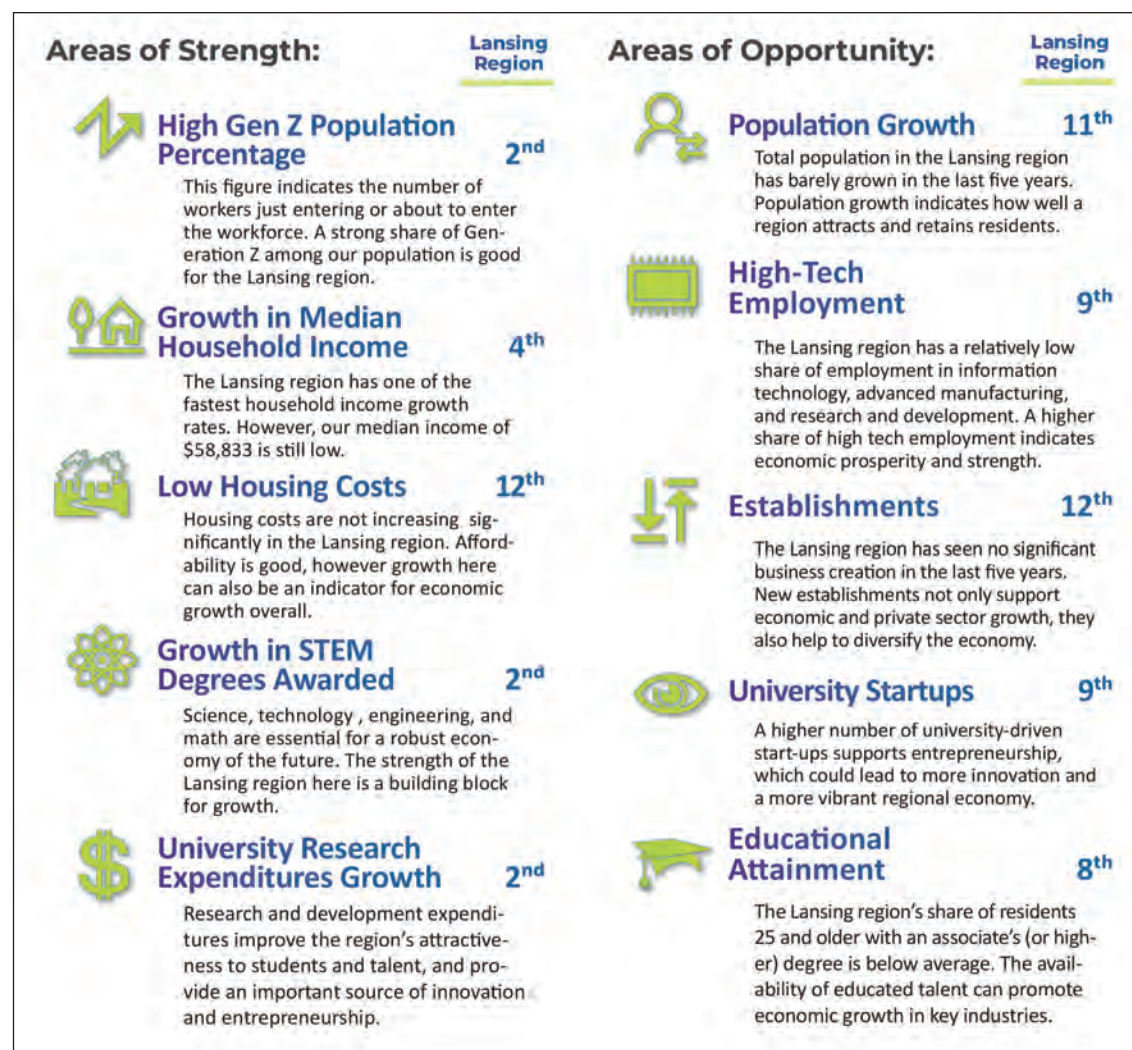 Areas of Strength:
Lansing
Region
High Gen Z Population
Percentage 2nd
This figure indicates the number of
workers just entering or about to enter
the workforce. A strong share of Gen-
eration Z among our population is good
for the Lansing region.
Growth in Median
Household Income 4th
The Lansing region has one of the
fastest household income growth
rates. However, our median income of
$58,833 is still low.
Low Housing Costs 12th
Housing costs are not increasing sig-
nificantly in the Lansing region. Afford-
ability is good, however growth here
can also be an indicator for economic
growth overall.
Growth in STEM
Degrees Awarded 2nd
Science, technology , engineering, and
math are essential for a robust econ-
omy of the future. The strength of the
Lansing region here is a building block
for growth.
University Research
Expenditures Growth 2nd
Research and development expendi-
tures improve the region's attractive-
ness to students and talent, and pro-
vide an important source of innovation
and entrepreneurship.
Areas of Opportunity:
Lansing
Region
Population Growth 11th
Total population in the Lansing region
has barely grown in the last five years.
Population growth indicates how well a
region attracts and retains residents.
High-Tech
Employment 9th
The Lansing region has a relatively low
share of employment in information
technology, advanced manufacturing,
and research and development. A higher
share of high tech employment indicates
economic prosperity and strength.
Establishments 12th
The Lansing region has seen no significant
business creation in the last five years.
New establishments not only support
economic and private sector growth, they
also help to diversify the economy.
University Startups 9th
A higher number of university-driven
start-ups supports entrepreneurship,
which could lead to more innovation and
a more vibrant regional economy.
Educational
Attainment 8th
The Lansing region's share of residents
25 and older with an associate's (or high-
er) degree is below average. The avail-
ability of educated talent can promote
economic growth in key industries.